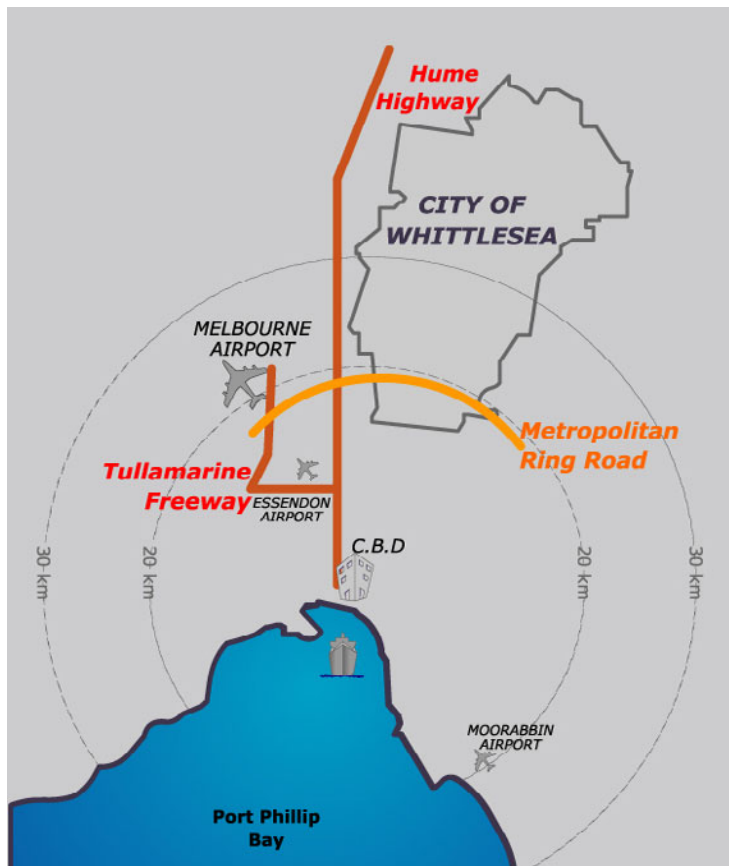 Hume
Highway
CITY OF
WHITTLESEA
MELBOURNE
AIRPORT
Metropolitan
Ring Road
Tullamarine
Freeway
ESSENDON
AIRPORT
C.B.D
30 km
20 km
20 km
30 km
MOORABBIN
AIRPORT
Port Phillip
Bay